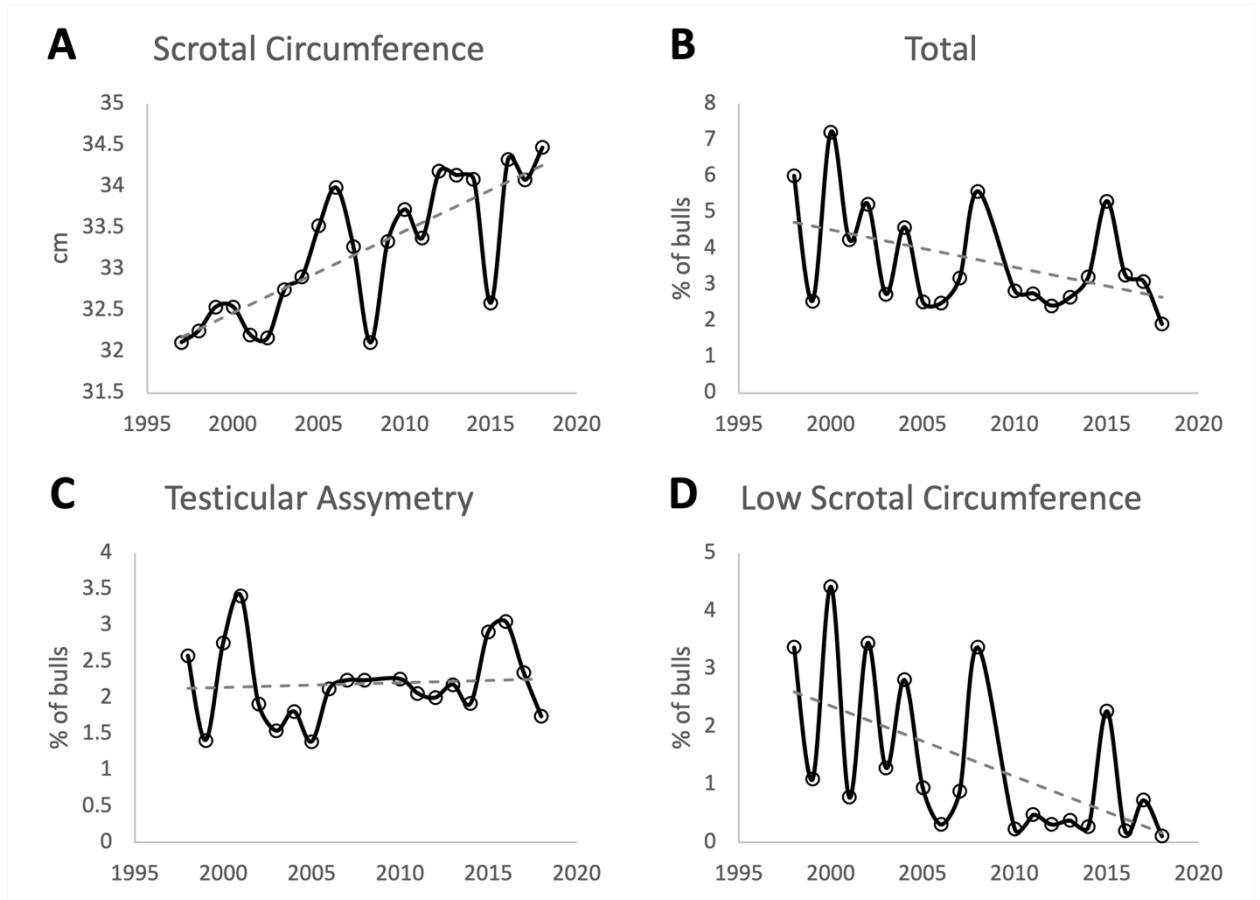 A Scrotal Circumference
35
34.5
34
33.5
33
32.5
32
31.5
cm
1995 2000 2005 2010 2015 2020
B Total
8
7
6
5
4
3
2
1
0
% of bulls
1995 2000 2005 2010 2015 2020
C Testicular Assymetry
4
3.5
3
2.5
2
1.5
1
0.5
0
% of bulls
1995 2000 2005 2010 2015 2020
D Low Scrotal Circumference
5
4
3
2
1
0
% of bulls
1995 2000 2005 2010 2015 2020